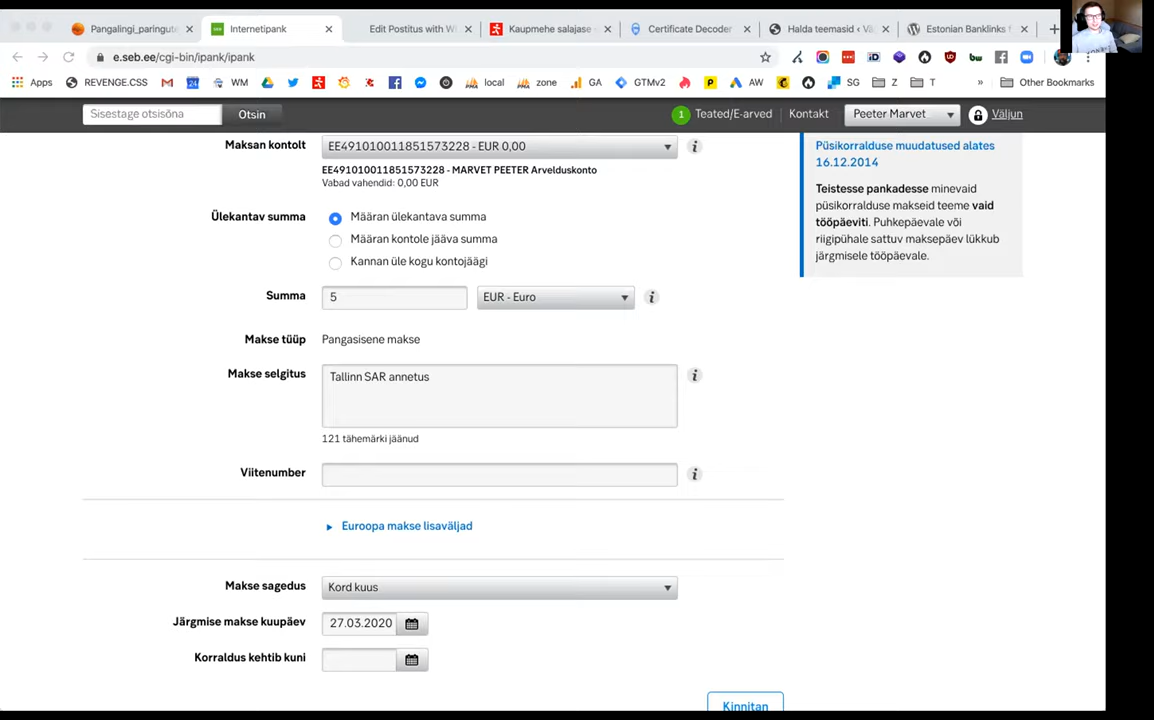 Pangalingi_paringute
Internetipank
Edit Postitus with W
Kaupmehe salajase
Certificate Decoder
Halda teemasid ‹ V
Estonian Banklinks f
e.seb.ee/cgi-bin/ipank/ipank
Apps REVENGE.CSS 24 WM local zone GA GTMv2 AW SG Z T » Other Bookmarks
Sisestage otsisõna Otsin 1 Teated/E-arved Kontakt Peeter Marvet Väljun
Maksan kontolt EE491010011851573228 - EUR 0,00
EE491010011851573228 - MARVET PEETER Arvelduskonto
Vabad vahendid: 0,00 EUR
Ülekantav summa Määran ülekantava summa
Määran kontole jääva summa
Kannan üle kogu kontojäägi
Summa 5 EUR - Euro
Makse tüüp Pangasisene makse
Makse selgitus Tallinn SAR annetus
121 tähemärki jäänud
Viitenumber
Euroopa makse lisaväljad
Makse sagedus Kord kuus
Järgmise makse kuupäev 27.03.2020
Korraldus kehtib kuni
Kinnitan
Püsikorralduse muudatused alates
16.12.2014
Teistesse pankadesse minevaid
püsikorralduse makseid teeme vaid
tööpäeviti. Puhkepäevale või
riigipühale sattuv maksepäev lükkub
järgmisele tööpäevale.